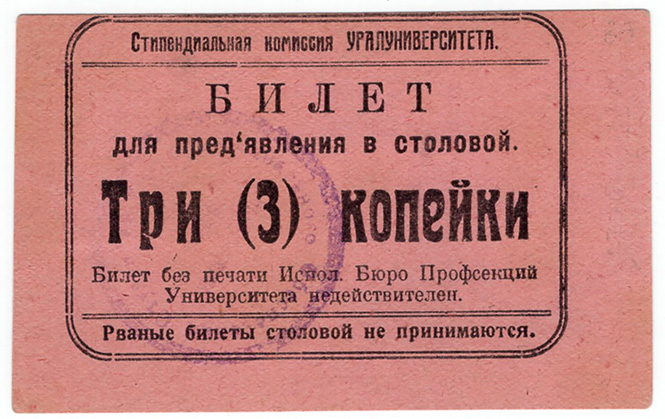 Стипендиальная комиссия УРАЛУНИВЕРСИТЕТА.
БИЛЕТ
для пред'явления в столовой.
Три (3) копейки
Билет без печати Испол. Бюро Профсекций
Университета недействителен.
Рваные билеты столовой не принимаются.